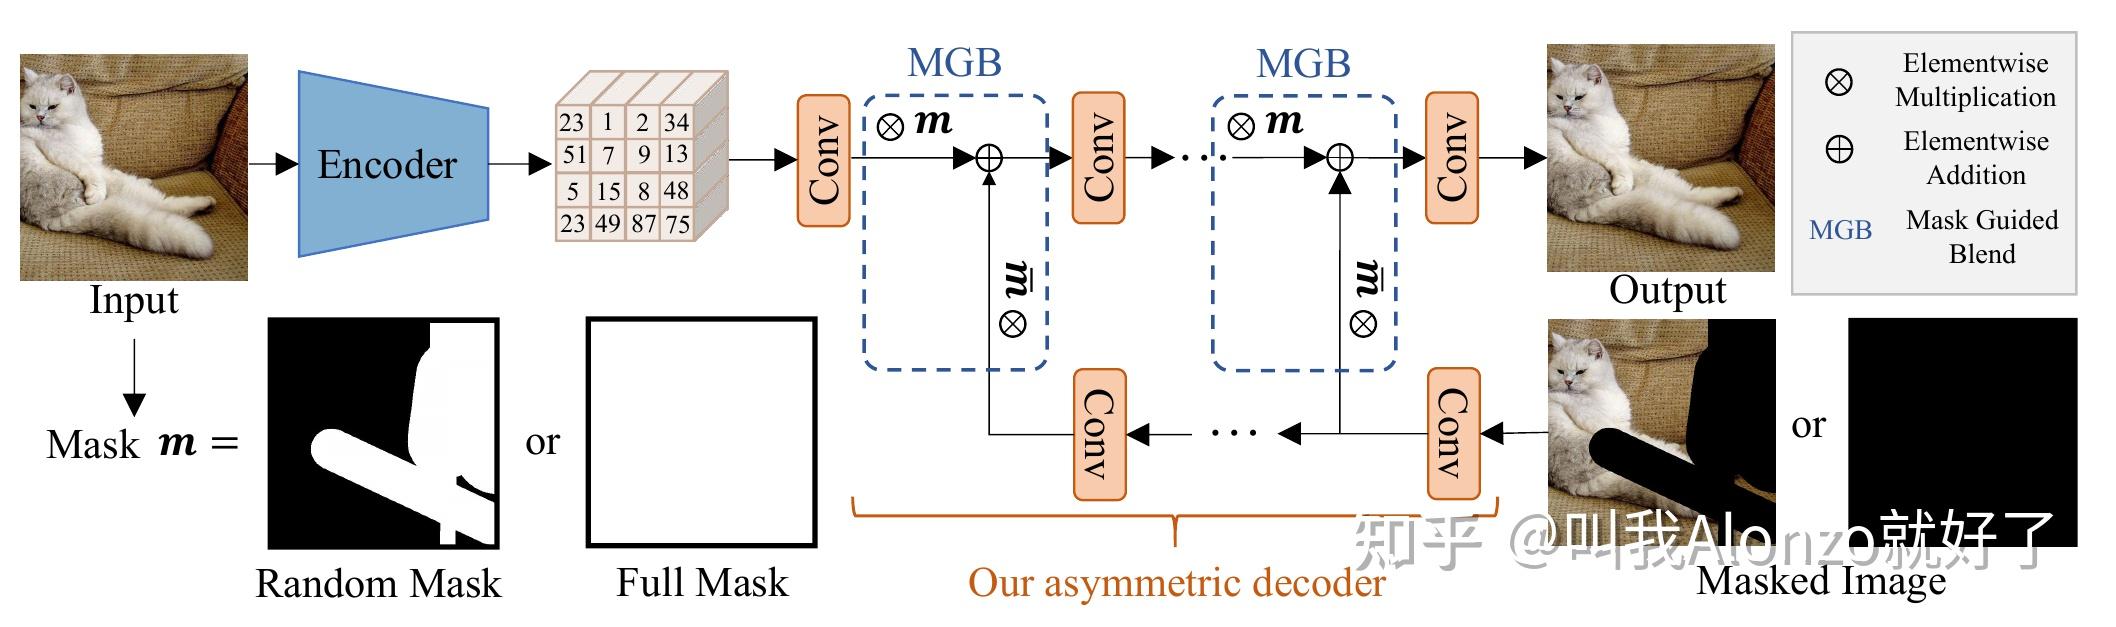 MGB
MGB
Elementwise
Multiplication
Elementwise
Addition
MGB
Mask Guided
Blend
Encoder
23 1 2 34
51 7 9 13
5 15 8 48
23 49 87 75
Conv
⊗ m
⊕
Conv
...
⊗ m
⊕
Conv
Input
Output
m̅ ⊗
m̅ ⊗
Mask m =
or
Conv
...
Conv
or
Random Mask
Full Mask
Our asymmetric decoder
Masked Image
知乎 @叫我Alonzo就好了